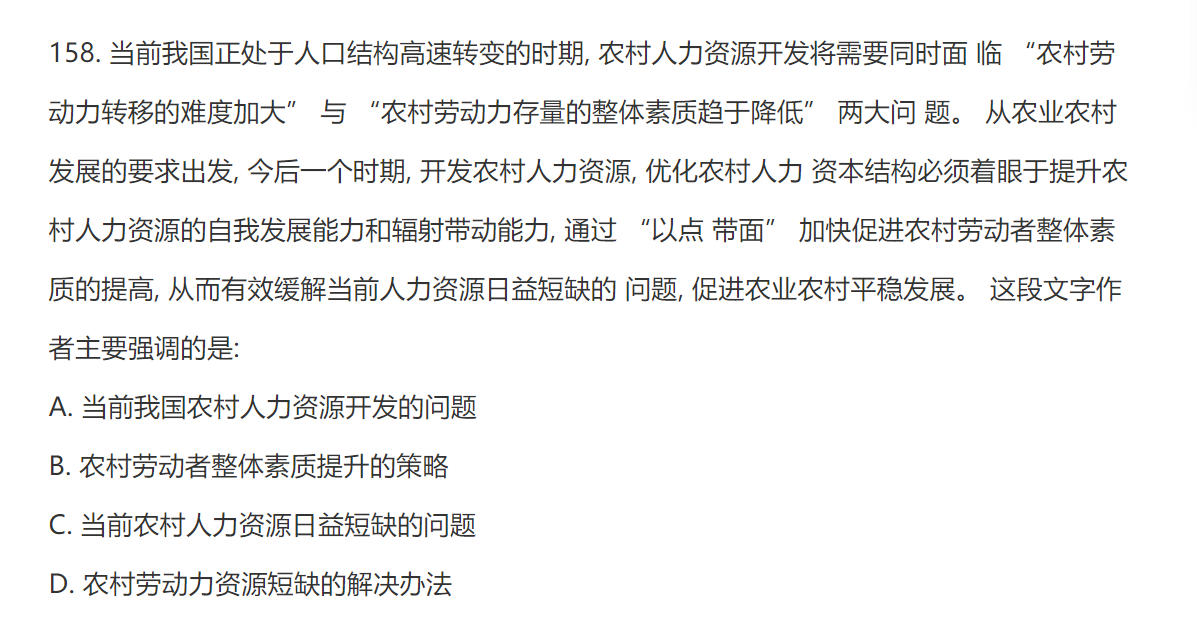 158. 当前我国正处于人口结构高速转变的时期, 农村人力资源开发将需要同时面 临 “农村劳
动力转移的难度加大” 与 “农村劳动力存量的整体素质趋于降低” 两大问 题。 从农业农村
发展的要求出发, 今后一个时期, 开发农村人力资源, 优化农村人力 资本结构必须着眼于提升农
村人力资源的自我发展能力和辐射带动能力, 通过 “以点 带面” 加快促进农村劳动者整体素
质的提高, 从而有效缓解当前人力资源日益短缺的 问题, 促进农业农村平稳发展。 这段文字作
者主要强调的是:
A. 当前我国农村人力资源开发的问题
B. 农村劳动者整体素质提升的策略
C. 当前农村人力资源日益短缺的问题
D. 农村劳动力资源短缺的解决办法